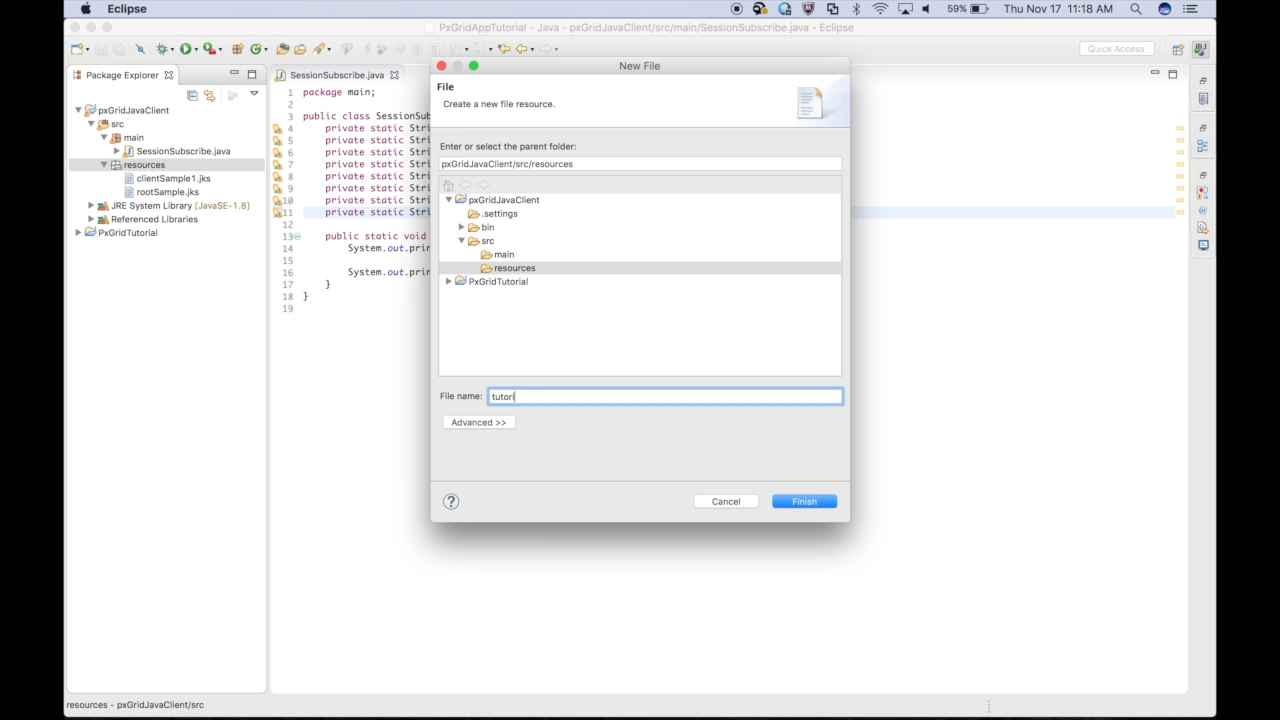 Eclipse
59%
Thu Nov 17 11:18 AM
PxGridAppTutorial - Java - pxGridJavaClient/src/main/SessionSubscribe.java - Eclipse
Quick Access
Package Explorer
pxGridJavaClient
src
main
SessionSubscribe.java
resources
clientSample1.jks
rootSample.jks
JRE System Library [JavaSE-1.8]
Referenced Libraries
PxGridTutorial
SessionSubscribe.java
1 package main;
2
3 public class SessionSub
4 private static Stri
5 private static Stri
6 private static Stri
7 private static Stri
8 private static Stri
9 private static Stri
10 private static Stri
11 private static Stri
12
13 public static void
14 System.out.prin
15
16 System.out.prin
17 }
18 }
19
New File
File
Create a new file resource.
Enter or select the parent folder:
pxGridJavaClient/src/resources
pxGridJavaClient
.settings
bin
src
main
resources
PxGridTutorial
File name: tutori
Advanced >>
?
Cancel
Finish
resources - pxGridJavaClient/src